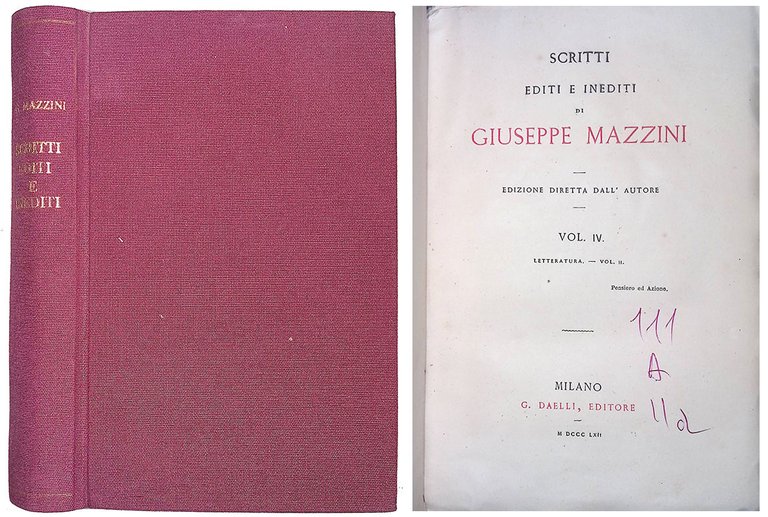 MAZZINI
SCRITTI
EDITI
E
INEDITI
SCRITTI
EDITI E INEDITI
DI
GIUSEPPE MAZZINI
EDIZIONE DIRETTA DALL' AUTORE
VOL. IV.
LETTERATURA. — VOL. II.
Pensiero ed Azione.
111
A
MILANO
G. DAELLI, EDITORE
M DCCC LXII